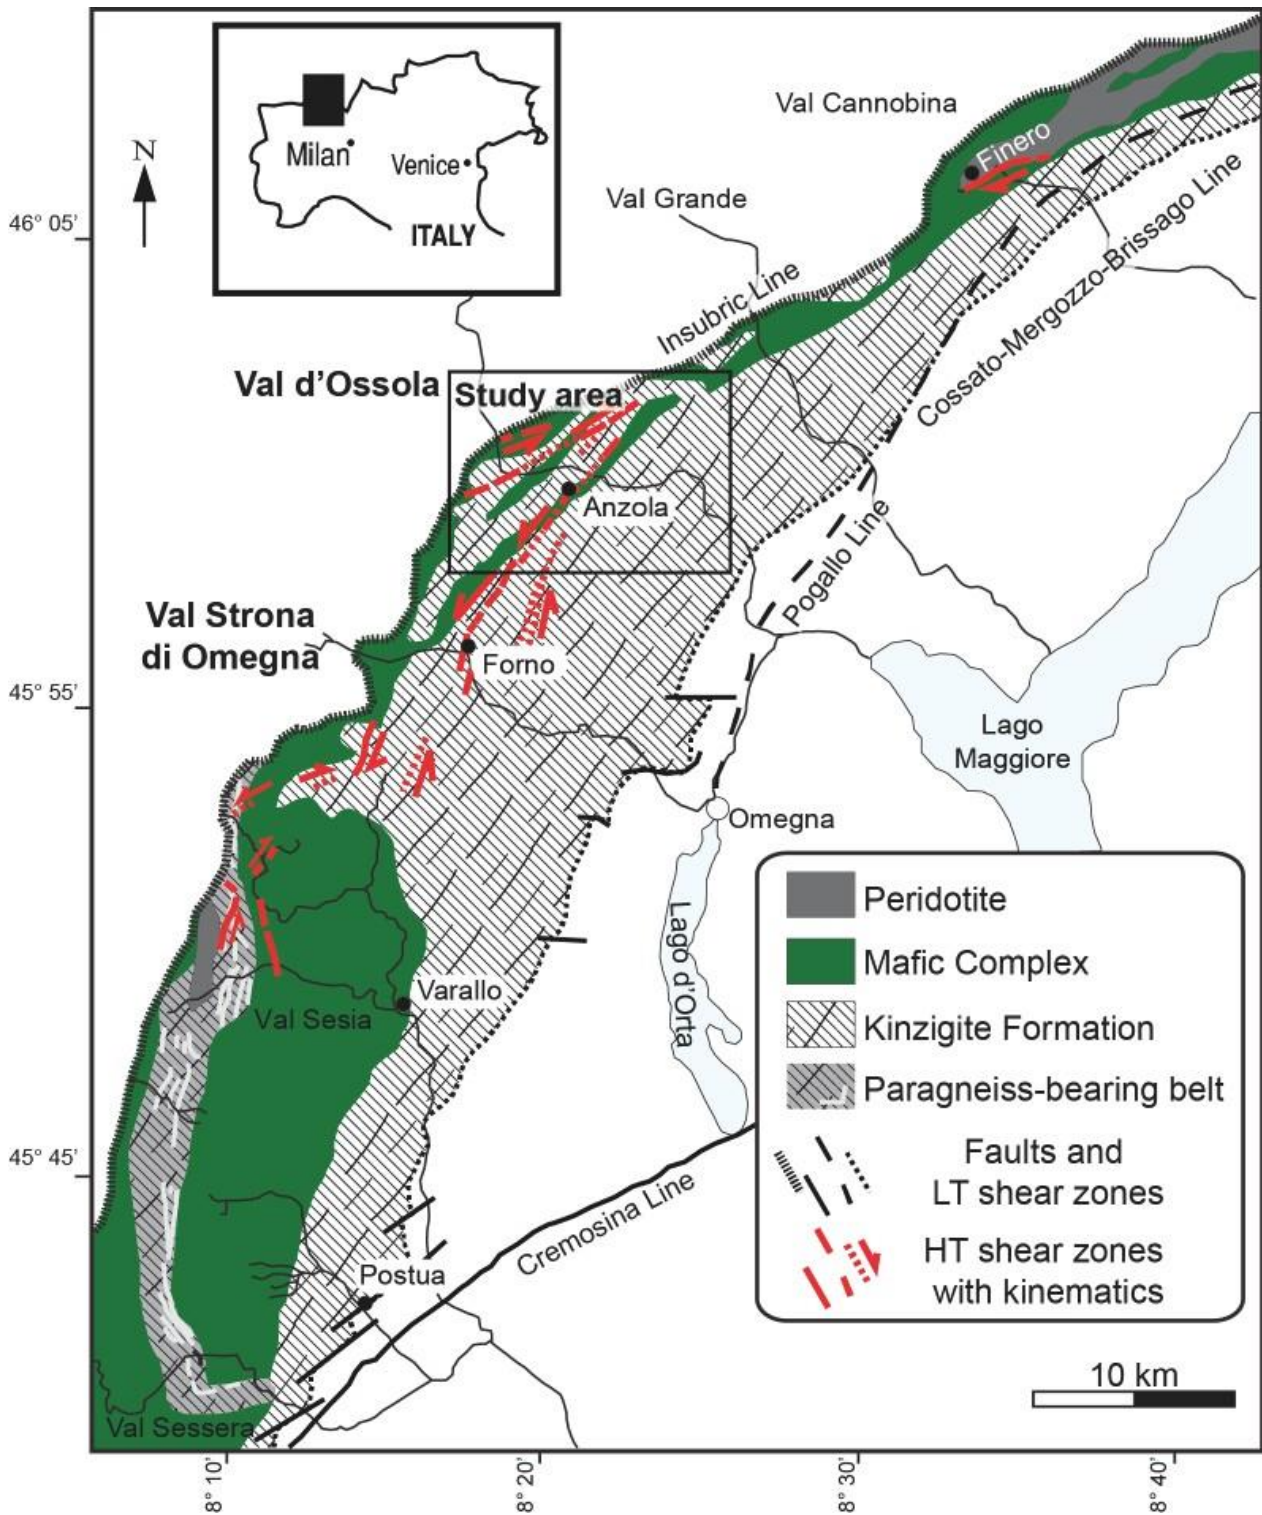 N
Milan
Venice
ITALY
Val Cannobina
Finero
Val Grande
46° 05'
Insubric Line
Cossato-Mergozzo-Brissago Line
Val d'Ossola
Study area
Anzola
Pogallo Line
Val Strona
di Omegna
Forno
45° 55'
Lago
Maggiore
Omegna
Lago d'Orta
Varallo
Val Sesia
45° 45'
Cremosina Line
Postua
Val Sessera
Peridotite
Mafic Complex
Kinzigite Formation
Paragneiss-bearing belt
Faults and
LT shear zones
HT shear zones
with kinematics
10 km
8° 10'
8° 20'
8° 30'
8° 40'